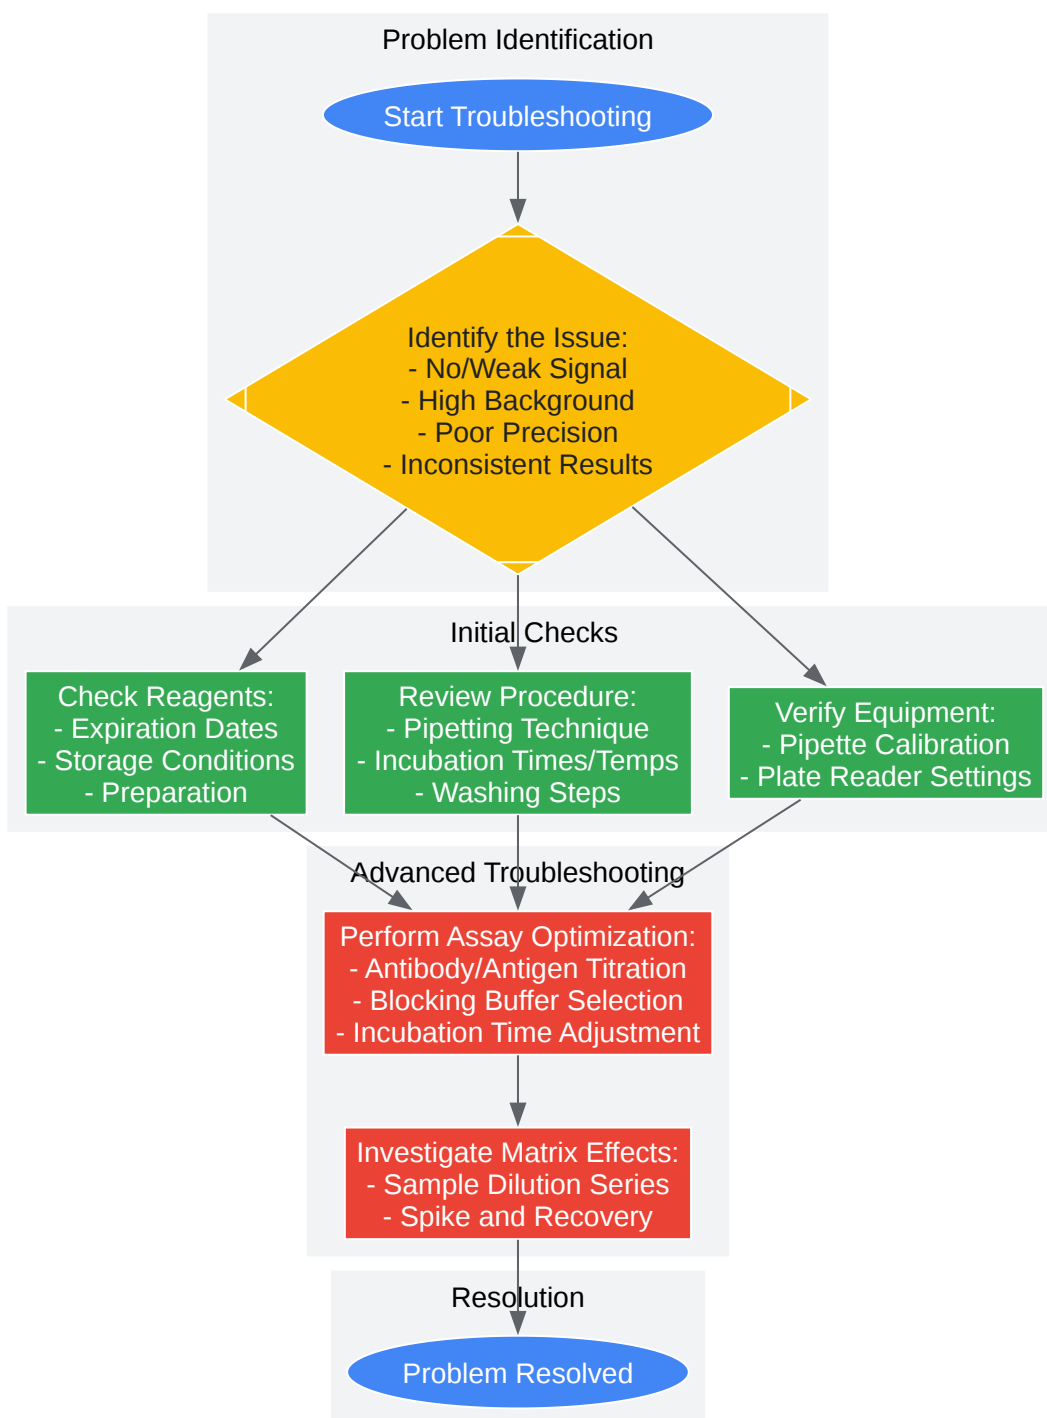 Problem Identification
Start Troubleshooting
Identify the Issue:
- No/Weak Signal
- High Background
- Poor Precision
- Inconsistent Results
Initial Checks
Check Reagents:
- Expiration Dates
- Storage Conditions
- Preparation
Review Procedure:
- Pipetting Technique
- Incubation Times/Temps
- Washing Steps
Verify Equipment:
- Pipette Calibration
- Plate Reader Settings
Advanced Troubleshooting
Perform Assay Optimization:
- Antibody/Antigen Titration
- Blocking Buffer Selection
- Incubation Time Adjustment
Investigate Matrix Effects:
- Sample Dilution Series
- Spike and Recovery
Resolution
Problem Resolved